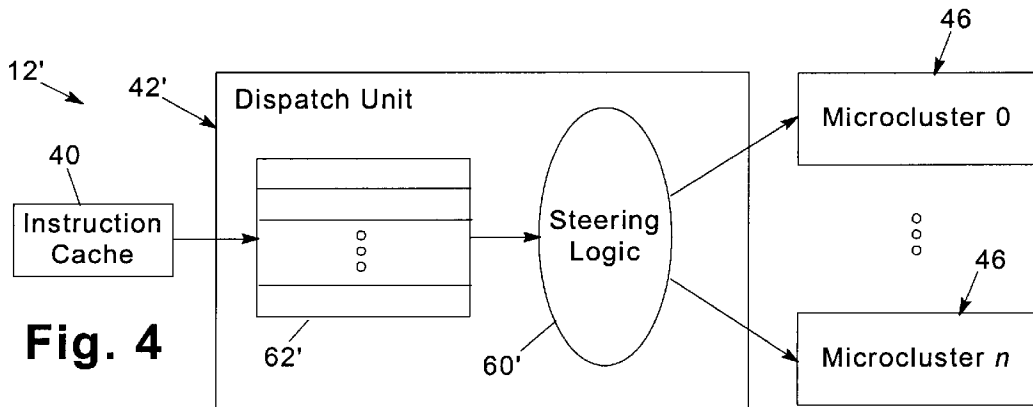 46
12'
42'
Dispatch Unit
Microcluster 0
40
Instruction
Cache
Steering
Logic
46
Fig. 4
62'
60'
Microcluster n